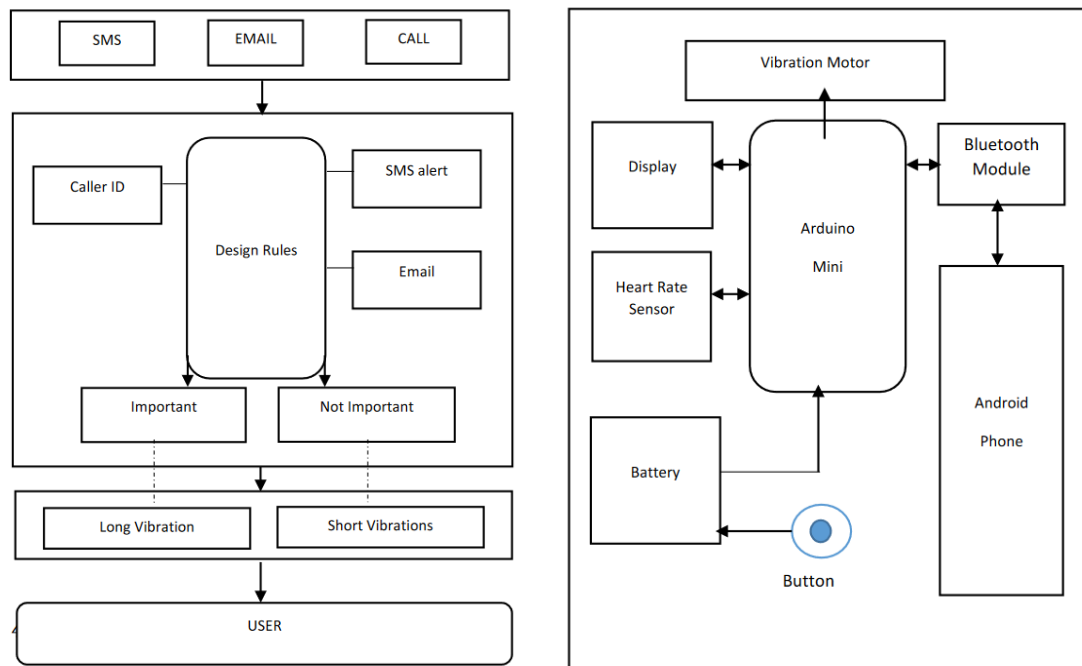 SMS
EMAIL
CALL
Caller ID
Design Rules
SMS alert
Email
Important
Not Important
Long Vibration
Short Vibrations
USER
Vibration Motor
Display
Heart Rate
Sensor
Arduino
Mini
Bluetooth
Module
Android
Phone
Battery
Button